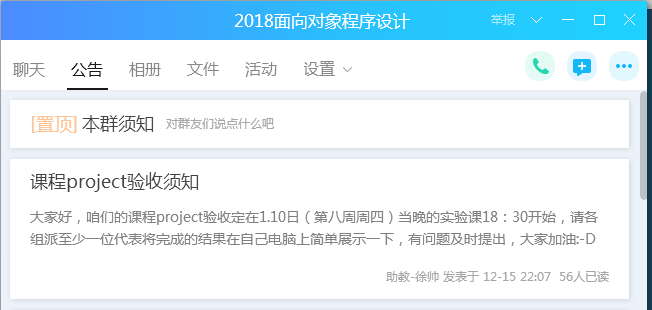 2018面向对象程序设计
举报
聊天 公告 相册 文件 活动 设置
[置顶] 本群须知 对群友们说点什么吧
课程project验收须知
大家好，咱们的课程project验收定在1.10日（第八周周四）当晚的实验课18：30开始，请各
组派至少一位代表将完成的结果在自己电脑上简单展示一下，有问题及时提出，大家加油:-D
助教-徐帅 发表于 12-15 22:07 56人已读